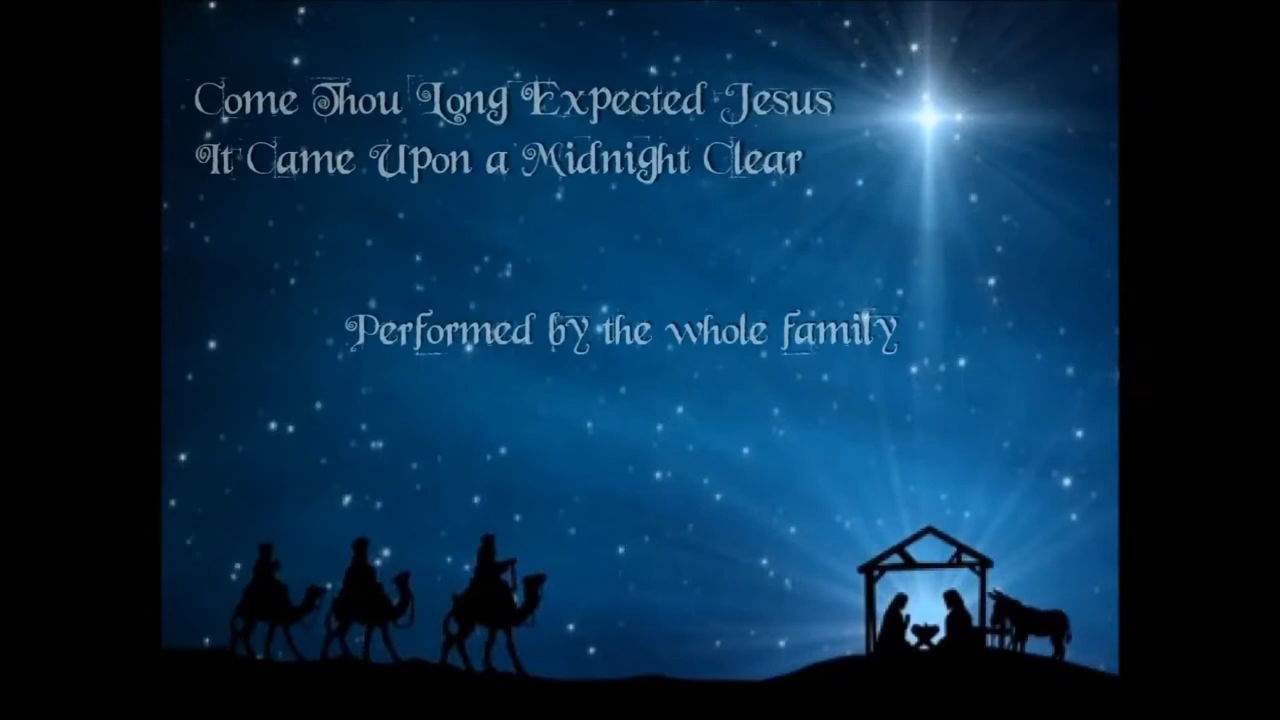 Come Thou Long Expected Jesus
It Came Upon a Midnight Clear
Performed by the whole family